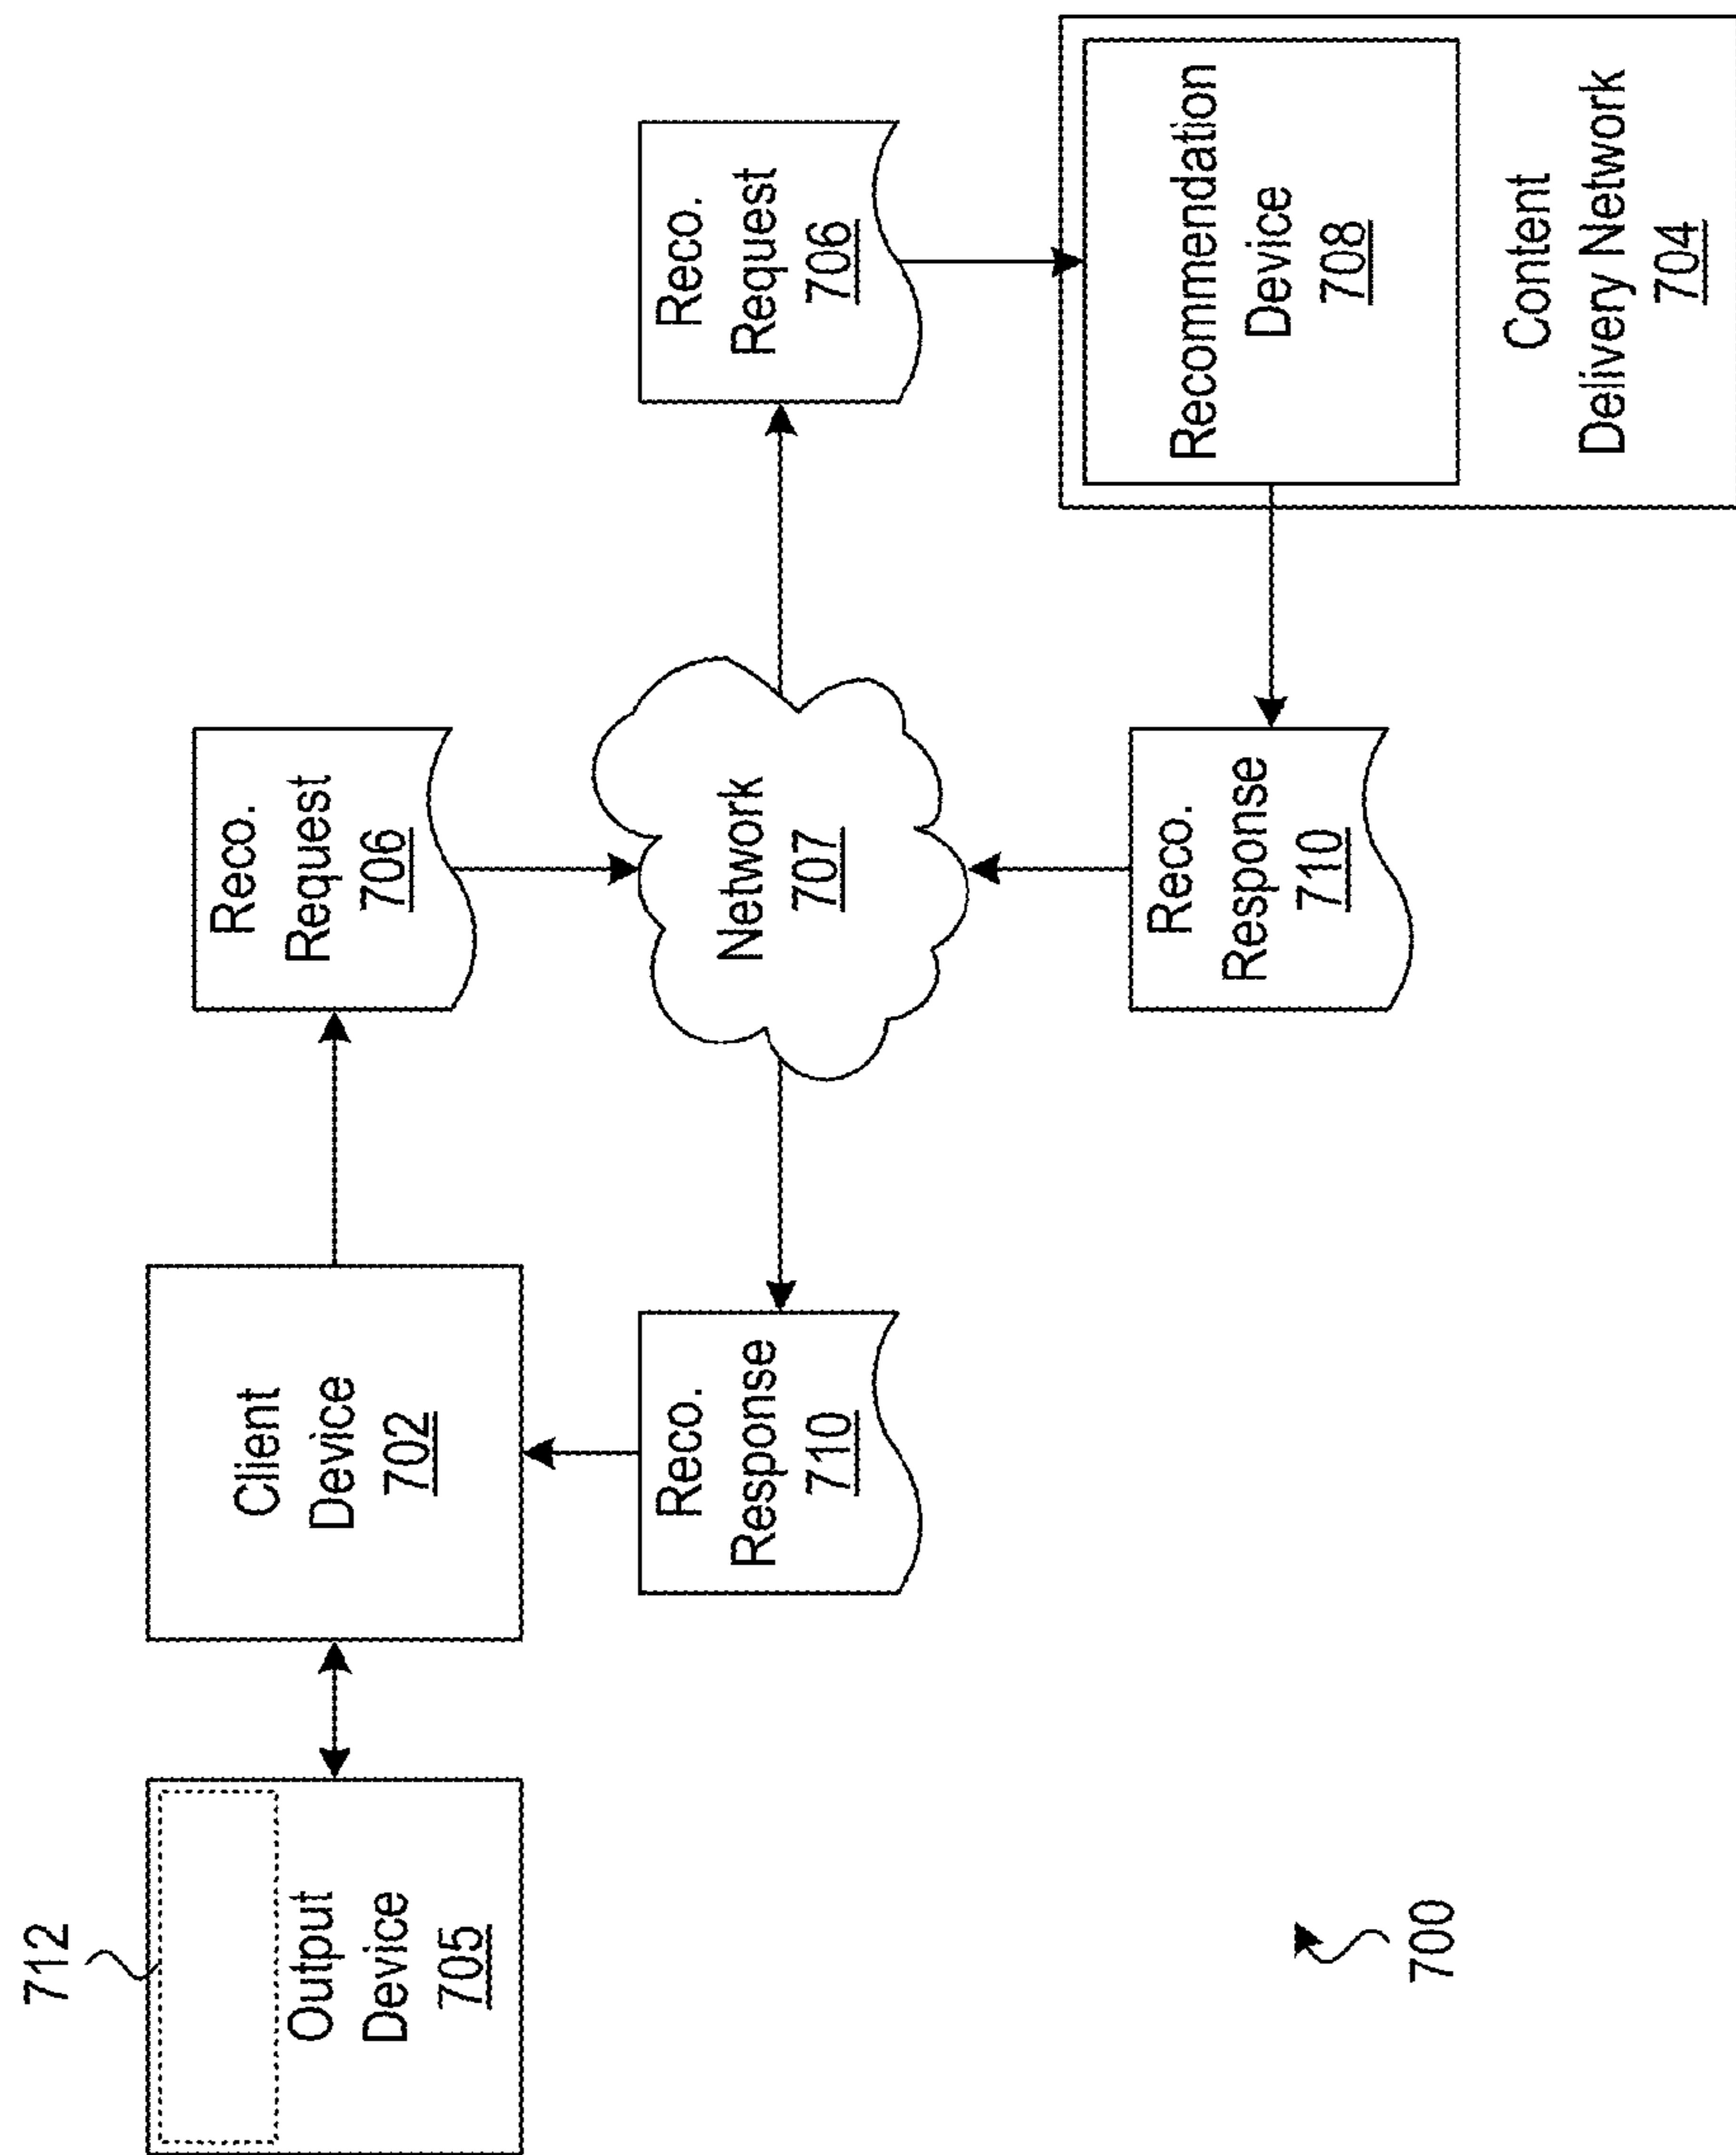 712
Output
Device
705
Client
Device
702
Reco.
Request
706
Reco.
Response
710
Network
707
Reco.
Request
706
Reco.
Response
710
Recommendation
Device
708
Content
Delivery Network
704
700